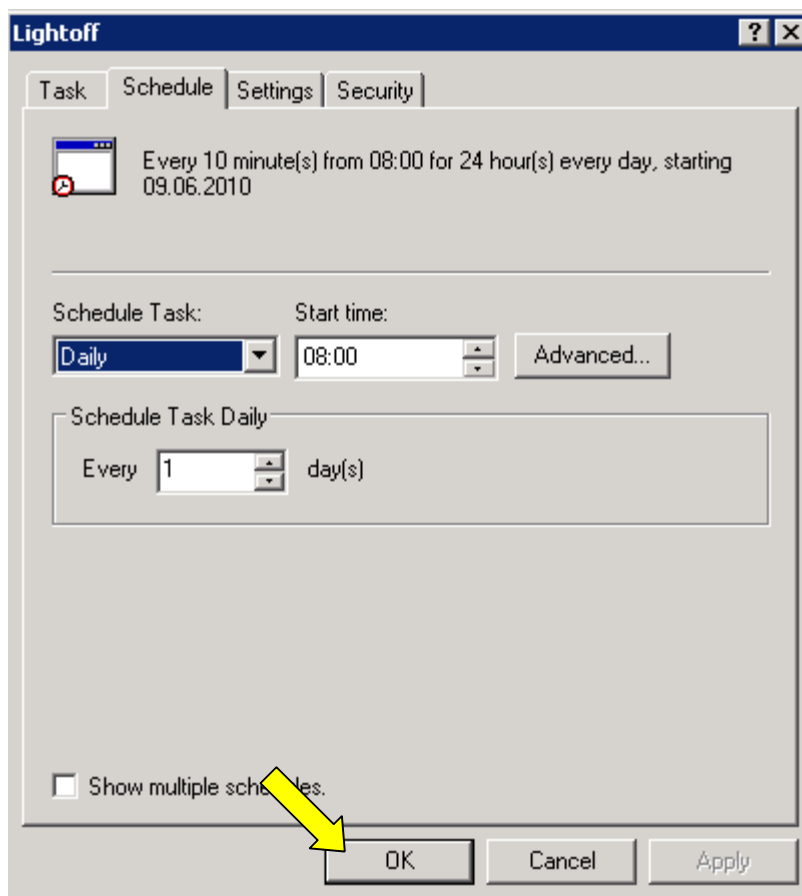 Lightoff
Task Schedule Settings Security
Every 10 minute(s) from 08:00 for 24 hour(s) every day, starting
09.06.2010
Schedule Task: Start time:
Daily 08:00 Advanced...
Schedule Task Daily
Every 1 day(s)
Show multiple schedules.
OK Cancel Apply